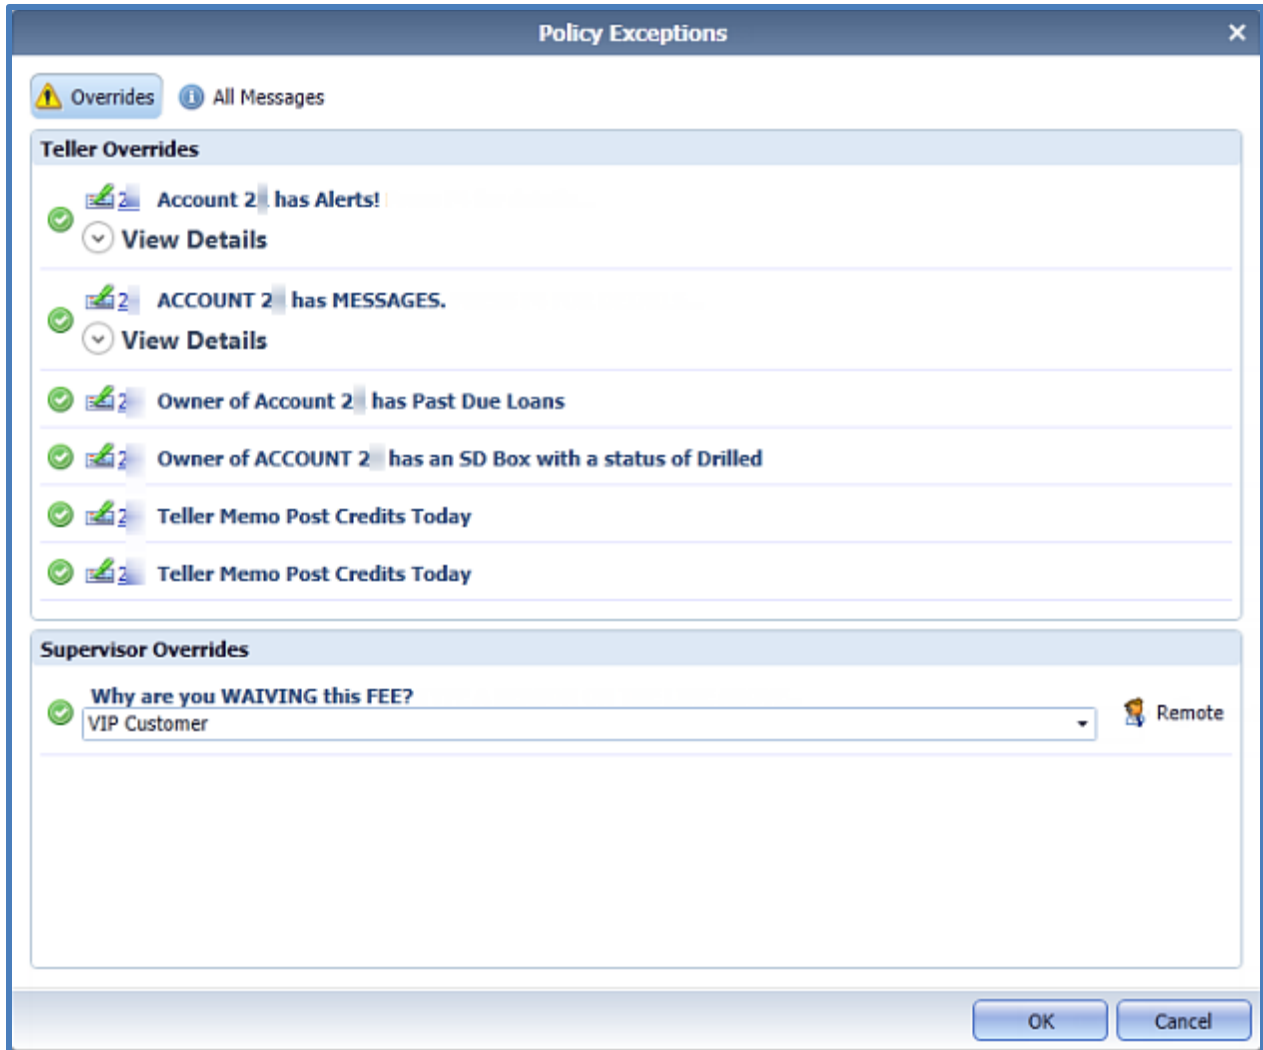 Policy Exceptions
Overrides
All Messages
Teller Overrides
2 Account 2 has Alerts!
View Details
2 ACCOUNT 2 has MESSAGES.
View Details
2 Owner of Account 2 has Past Due Loans
2 Owner of ACCOUNT 2 has an SD Box with a status of Drilled
2 Teller Memo Post Credits Today
2 Teller Memo Post Credits Today
Supervisor Overrides
Why are you WAIVING this FEE?
VIP Customer
Remote
OK
Cancel